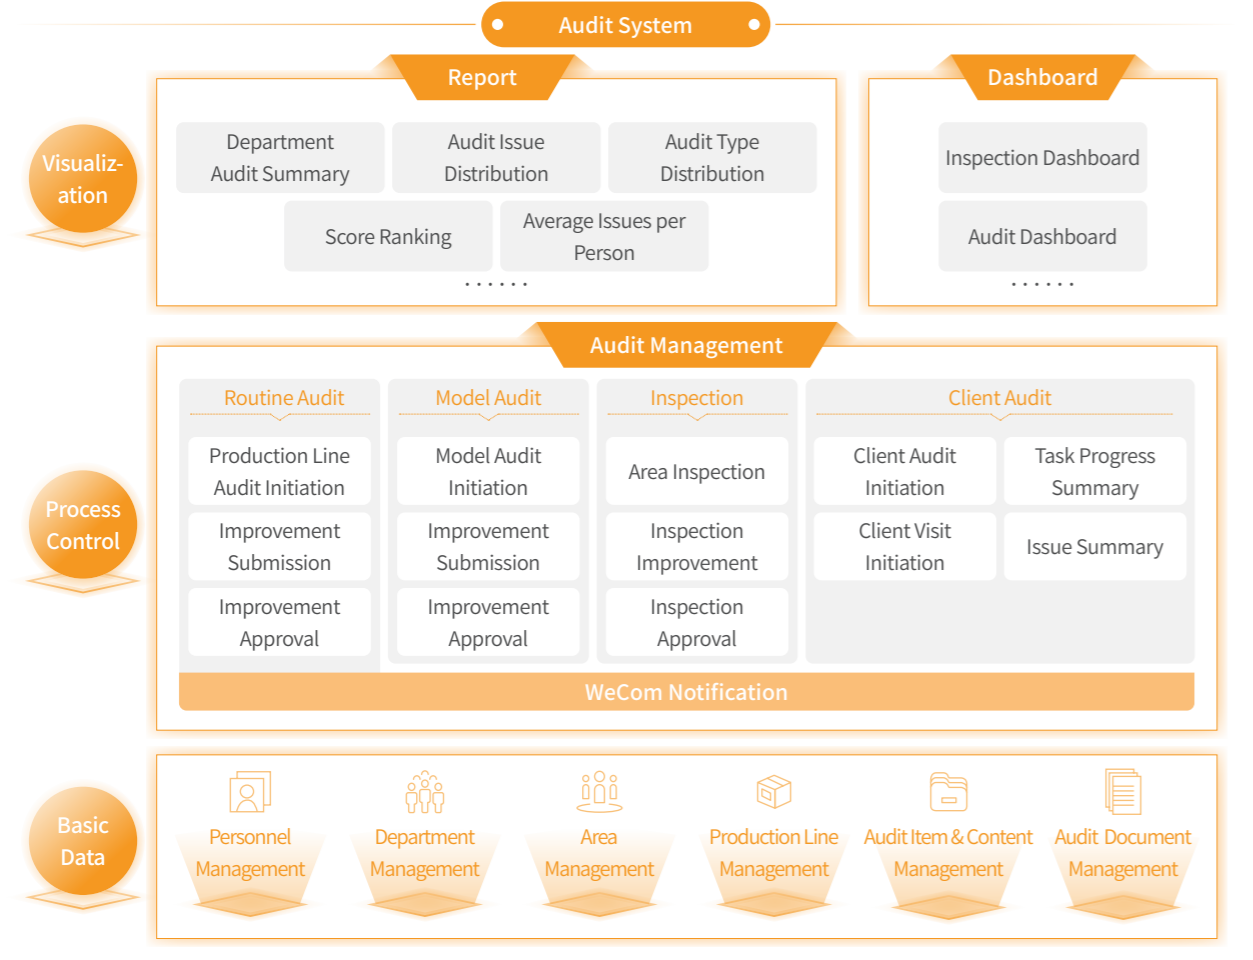 Audit System
Report
Dashboard
Visualiz-
ation
Department
Audit Summary
Audit Issue
Distribution
Audit Type
Distribution
Score Ranking
Average Issues per
Person
......
Inspection Dashboard
Audit Dashboard
......
Audit Management
Process
Control
Routine Audit
Production Line
Audit Initiation
Improvement
Submission
Improvement
Approval
Model Audit
Model Audit
Initiation
Improvement
Submission
Improvement
Approval
Inspection
Area Inspection
Inspection
Improvement
Inspection
Approval
Client Audit
Client Audit
Initiation
Task Progress
Summary
Client Visit
Initiation
Issue Summary
WeCom Notification
Basic
Data
Personnel
Management
Department
Management
Area
Management
Production Line
Management
Audit Item & Content
Management
Audit Document
Management